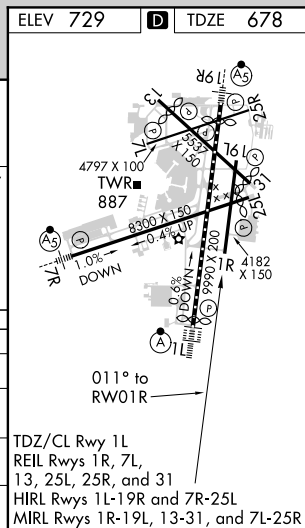 ELEV 729 D TDZE 678
A5
19R
13
P
25R
P
7L
P
5537 X 150
19L
4797 X 100
TWR
887
31
25L
A5
P
8300 X 150
0.4% UP
7R
1.0%
DOWN
0.6%
DOWN
9990 X 200
1R
4182 X 150
P
A
1L
011° to
RW01R
TDZ/CL Rwy 1L
REIL Rwys 1R, 7L,
13, 25L, 25R, and 31
HIRL Rwys 1L-19R and 7R-25L
MIRL Rwys 1R-19L, 13-31, and 7L-25R